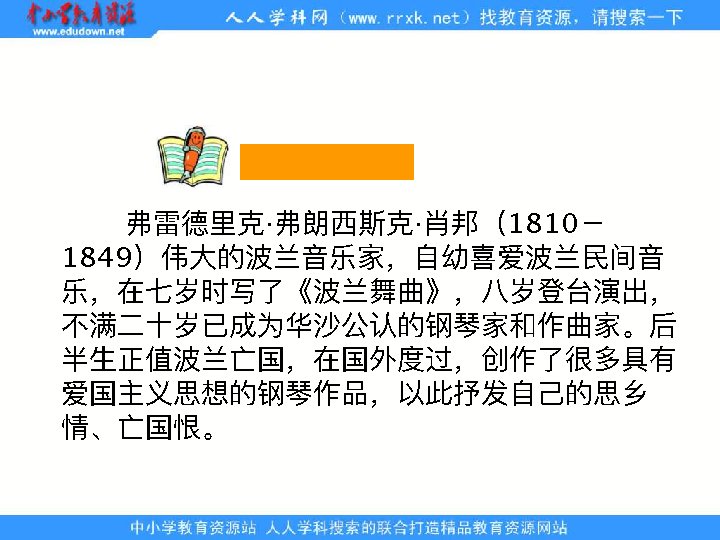 中小学教育资源
www.edudown.net
人人学科网（www.rrxk.net）找教育资源，请搜索一下
弗雷德里克·弗朗西斯克·肖邦（1810－
1849）伟大的波兰音乐家，自幼喜爱波兰民间音
乐，在七岁时写了《波兰舞曲》，八岁登台演出，
不满二十岁已成为华沙公认的钢琴家和作曲家。后
半生正值波兰亡国，在国外度过，创作了很多具有
爱国主义思想的钢琴作品，以此抒发自己的思乡
情、亡国恨。
中小学教育资源站 人人学科搜索的联合打造精品教育资源网站